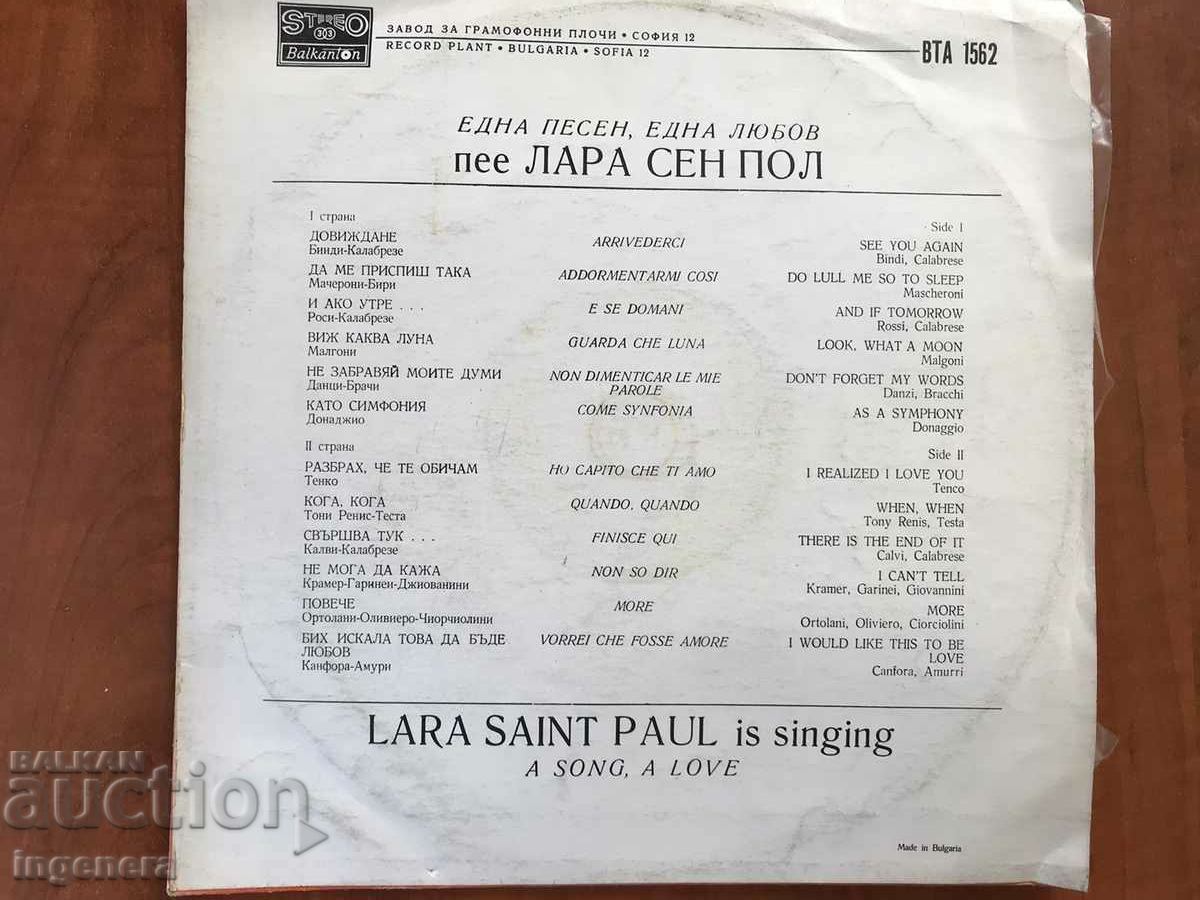 STEREO
303
Balkanton
ЗАВОД ЗА ГРАМОФОННИ ПЛОЧИ • СОФИЯ 12
RECORD PLANT • BULGARIA • SOFIA 12
ВТА 1562
ЕДНА ПЕСЕН, ЕДНА ЛЮБОВ
пее ЛАРА СЕН ПОЛ
I страна
Side I
ДОВИЖДАНЕ ARRIVEDERCI SEE YOU AGAIN
Бинди-Калабрезе Bindi, Calabrese
ДА МЕ ПРИСПИШ ТАКА ADDORMENTARMI COSI DO LULL ME SO TO SLEEP
Мачерони-Бири Mascheroni
И АКО УТРЕ . . . E SE DOMANI AND IF TOMORROW
Роси-Калабрезе Rossi, Calabrese
ВИЖ КАКВА ЛУНА GUARDA CHE LUNA LOOK, WHAT A MOON
Малгони Malgoni
НЕ ЗАБРАВЯЙ МОИТЕ ДУМИ NON DIMENTICAR LE MIE DON'T FORGET MY WORDS
Данци-Брачи PAROLE Danzi, Bracchi
КАТО СИМФОНИЯ COME SYNFONIA AS A SYMPHONY
Донаджио Donaggio
II страна
Side II
РАЗБРАХ, ЧЕ ТЕ ОБИЧАМ HO CAPITO CHE TI AMO I REALIZED I LOVE YOU
Тенко Tenco
КОГА, КОГА QUANDO, QUANDO WHEN, WHEN
Тони Ренис-Теста Tony Renis, Testa
СВЪРШВА ТУК . . . FINISCE QUI THERE IS THE END OF IT
Калви-Калабрезе Calvi, Calabrese
НЕ МОГА ДА КАЖА NON SO DIR I CAN'T TELL
Крамер-Гаринеи-Джиованини Kramer, Garinei, Giovannini
ПОВЕЧЕ MORE MORE
Ортолани-Оливиеро-Чиорчиолини Ortolani, Oliviero, Ciorciolini
БИХ ИСКАЛА ТОВА ДА БЪДЕ VORREI CHE FOSSE AMORE I WOULD LIKE THIS TO BE
ЛЮБОВ LOVE
Канфора-Амури Canfora, Amurri
LARA SAINT PAUL is singing
A SONG, A LOVE
Made in Bulgaria
BALKAN
auction
ingenera